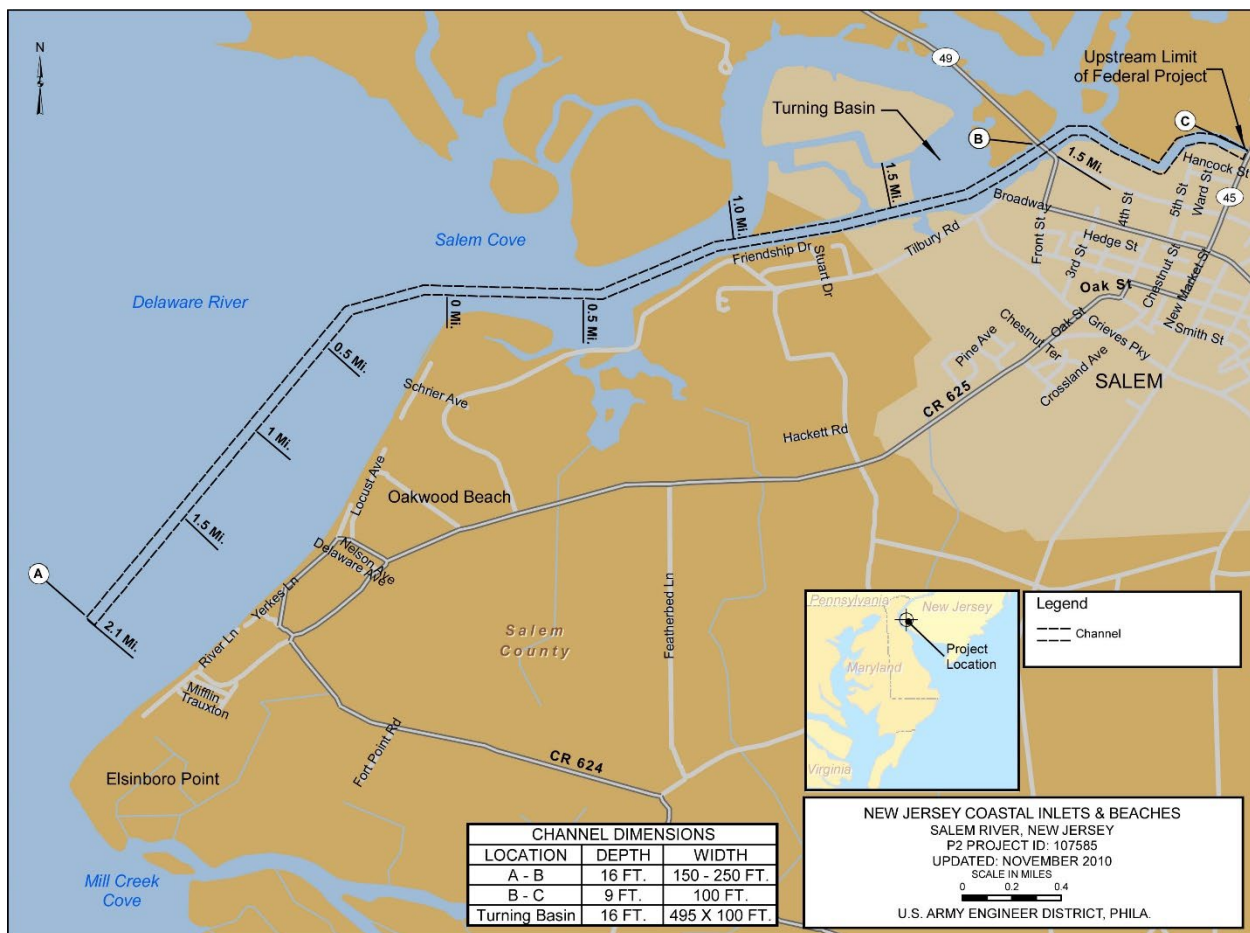 N
49
Upstream Limit
of Federal Project
Turning Basin
B
C
1.5 Mi.
Hancock St
45
1.5 Mi.
Broadway
4th St
5th St
Ward St
1.0 Mi.
Front St
Hedge St
3rd St
Chestnut St
New Market St
Tilbury Rd
Salem Cove
Friendship Dr
Stuart Dr
Oak St
Delaware River
0 Mi.
0.5 Mi.
Oak St
Smith St
Grieves Pky
Chestnut Ter
Pine Ave
Crossland Ave
SALEM
0.5 Mi.
Schrier Ave
CR 625
1 Mi.
Hackett Rd
Locust Ave
Oakwood Beach
1.5 Mi.
Nelson Ave
Delaware Ave
A
Yerkes Ln
2.1 Mi.
River Ln
Featherbed Ln
Salem
County
Mifflin
Trauxton
Fort Point Rd
CR 624
Elsinboro Point
Mill Creek
Cove
Pennsylvania
New Jersey
Maryland
Virginia
Project
Location
Legend
Channel
CHANNEL DIMENSIONS
LOCATION DEPTH WIDTH
A - B 16 FT. 150 - 250 FT.
B - C 9 FT. 100 FT.
Turning Basin 16 FT. 495 X 100 FT.
NEW JERSEY COASTAL INLETS & BEACHES
SALEM RIVER, NEW JERSEY
P2 PROJECT ID: 107585
UPDATED: NOVEMBER 2010
SCALE IN MILES
0 0.2 0.4
U.S. ARMY ENGINEER DISTRICT, PHILA.